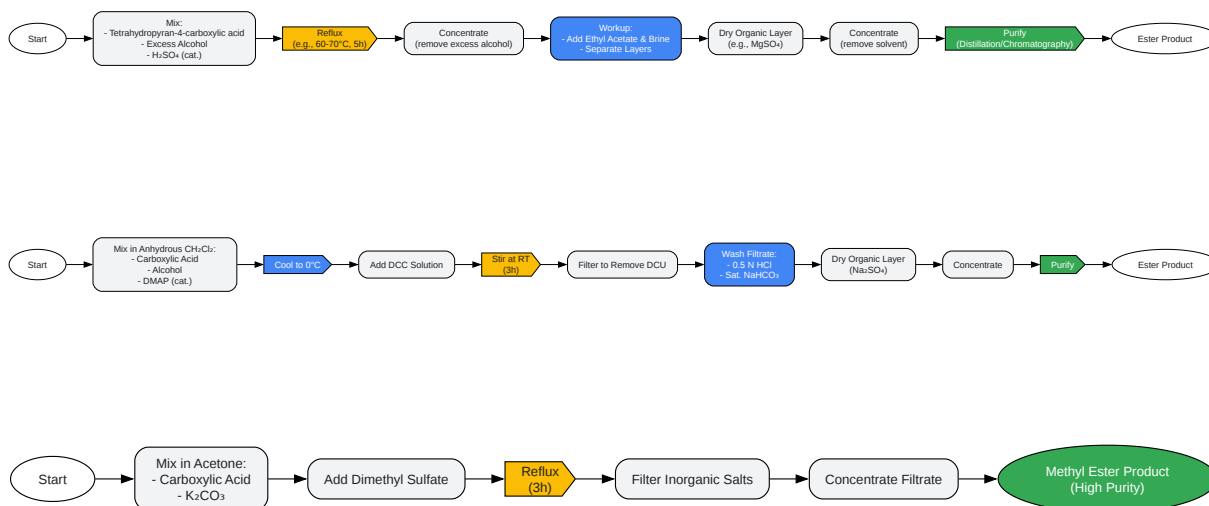 Start
Mix:
- Tetrahydropyran-4-carboxylic acid
- Excess Alcohol
- H₂SO₄ (cat.)
Reflux
(e.g., 60-70°C, 5h)
Concentrate
(remove excess alcohol)
Workup:
- Add Ethyl Acetate & Brine
- Separate Layers
Dry Organic Layer
(e.g., MgSO₄)
Concentrate
(remove solvent)
Purify
(Distillation/Chromatography)
Ester Product
Start
Mix in Anhydrous CH₂Cl₂:
- Carboxylic Acid
- Alcohol
- DMAP (cat.)
Cool to 0°C
Add DCC Solution
Stir at RT
(3h)
Filter to Remove DCU
Wash Filtrate:
- 0.5 N HCl
- Sat. NaHCO₃
Dry Organic Layer
(Na₂SO₄)
Concentrate
Purify
Ester Product
Start
Mix in Acetone:
- Carboxylic Acid
- K₂CO₃
Add Dimethyl Sulfate
Reflux
(3h)
Filter Inorganic Salts
Concentrate Filtrate
Methyl Ester Product
(High Purity)